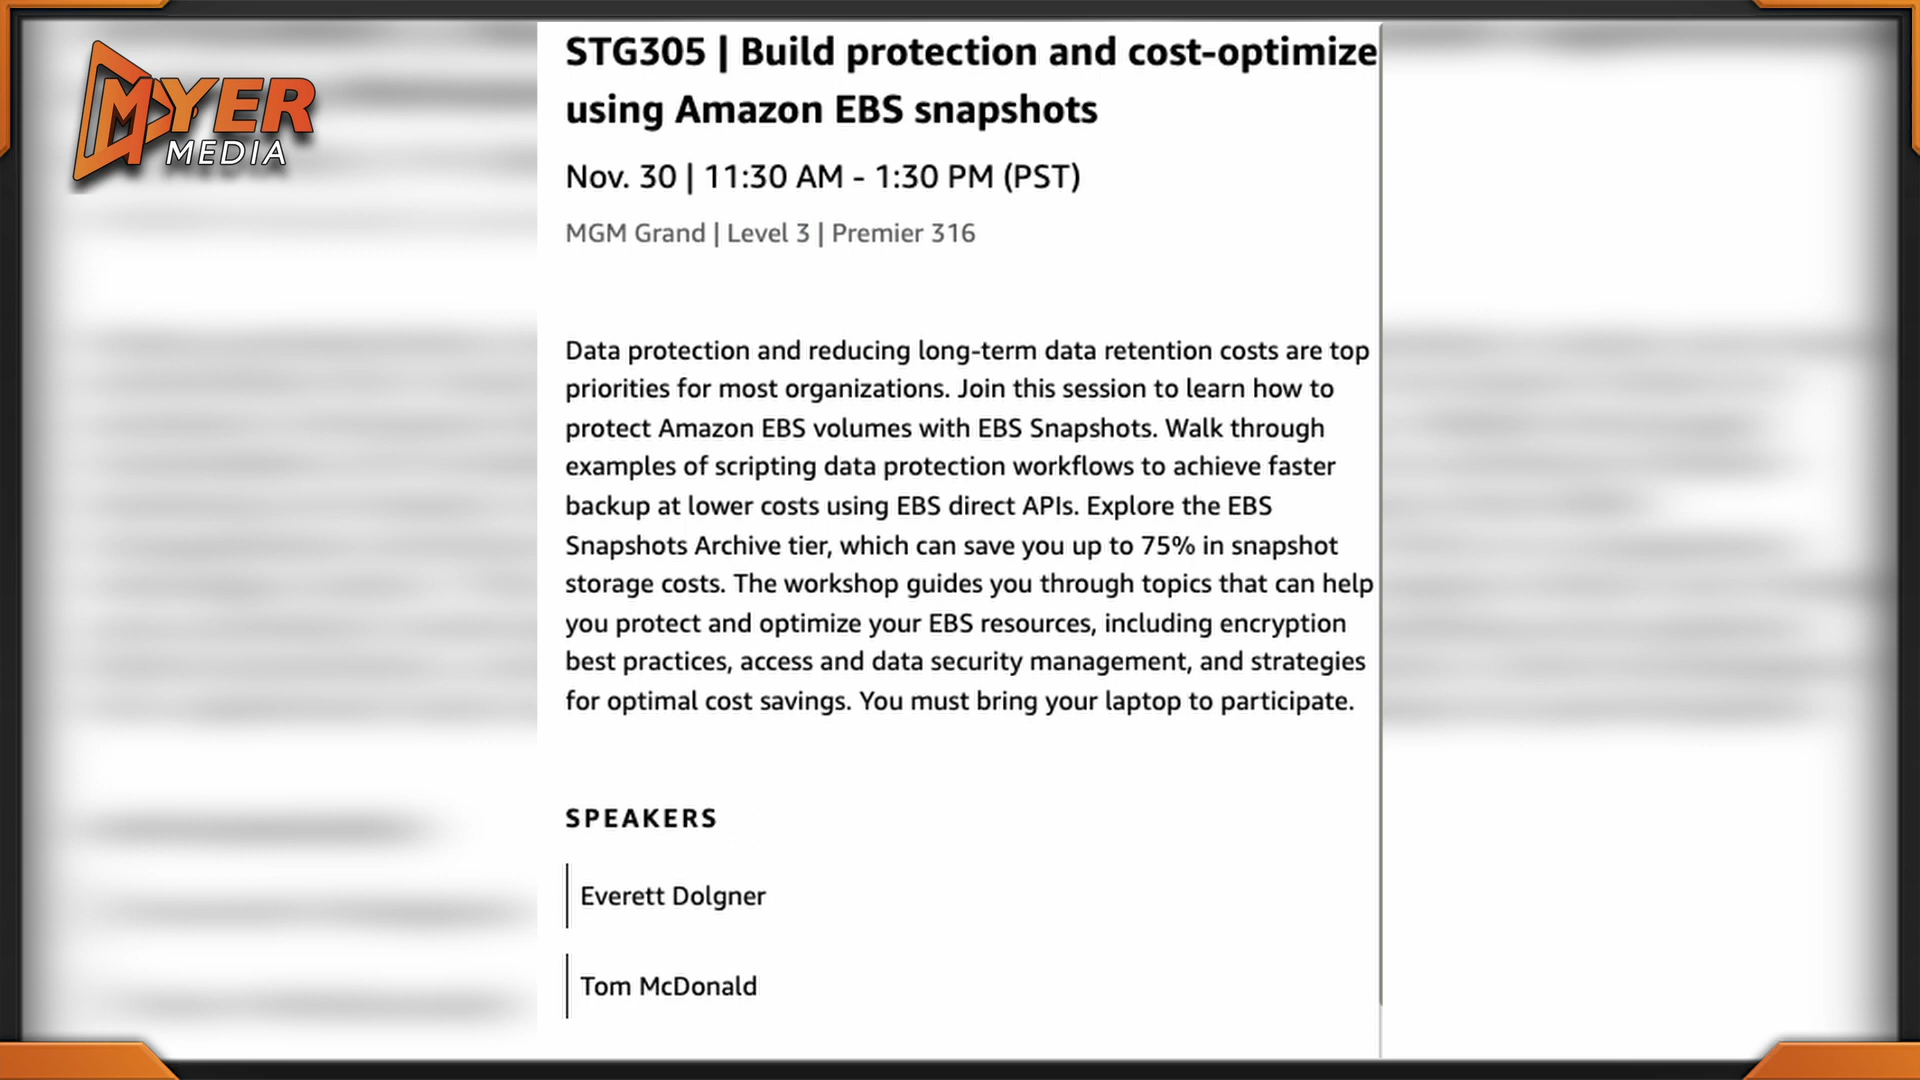 MYER
MEDIA
STG305 | Build protection and cost-optimize
using Amazon EBS snapshots
Nov. 30 | 11:30 AM - 1:30 PM (PST)
MGM Grand | Level 3 | Premier 316
Data protection and reducing long-term data retention costs are top
priorities for most organizations. Join this session to learn how to
protect Amazon EBS volumes with EBS Snapshots. Walk through
examples of scripting data protection workflows to achieve faster
backup at lower costs using EBS direct APIs. Explore the EBS
Snapshots Archive tier, which can save you up to 75% in snapshot
storage costs. The workshop guides you through topics that can help
you protect and optimize your EBS resources, including encryption
best practices, access and data security management, and strategies
for optimal cost savings. You must bring your laptop to participate.
SPEAKERS
Everett Dolgner
Tom McDonald